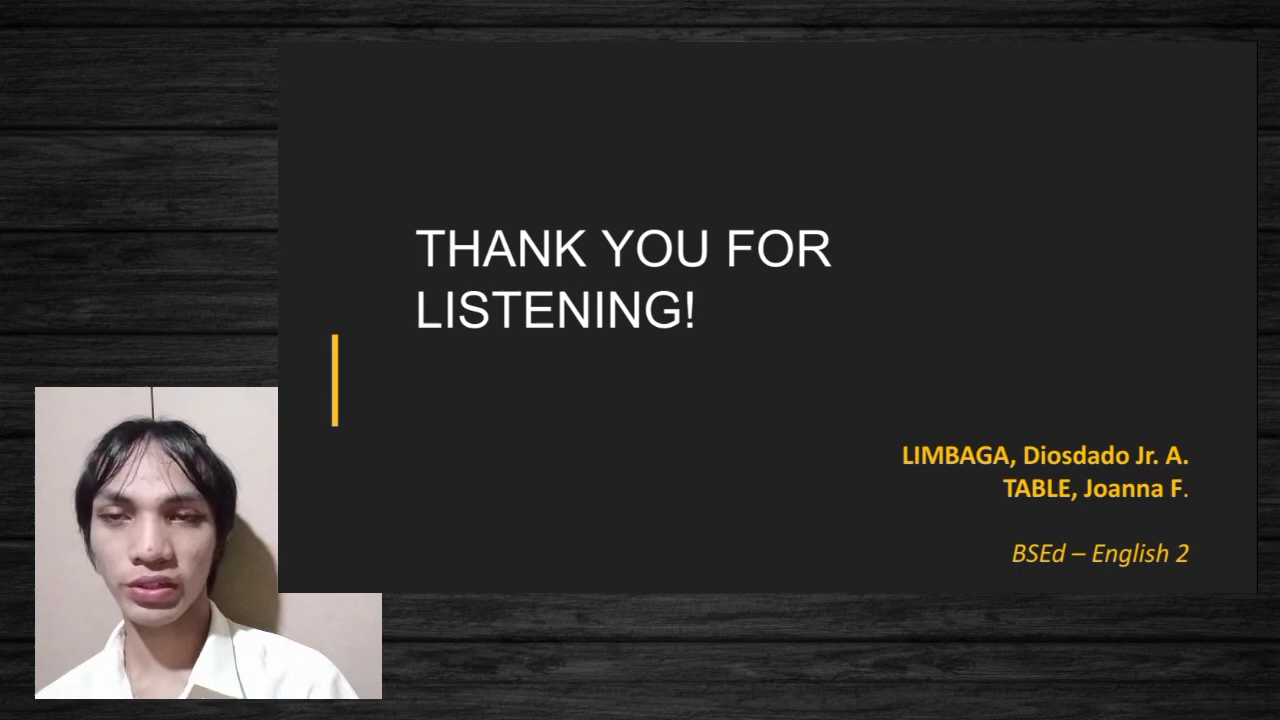 THANK YOU FOR
LISTENING!
LIMBAGA, Diosdado Jr. A.
TABLE, Joanna F.
BSEd – English 2